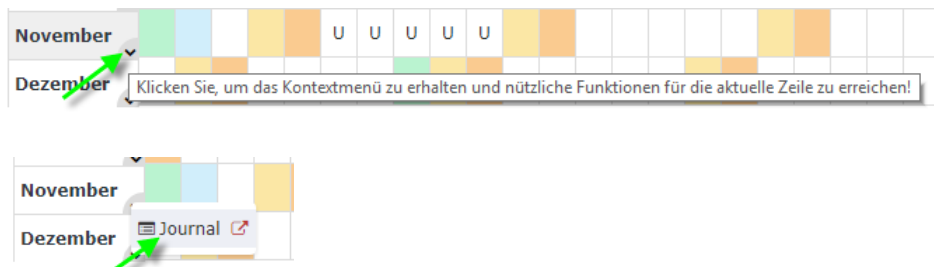 November U U U U U
Dezember
Klicken Sie, um das Kontextmenü zu erhalten und nützliche Funktionen für die aktuelle Zeile zu erreichen!
November
Journal
Dezember